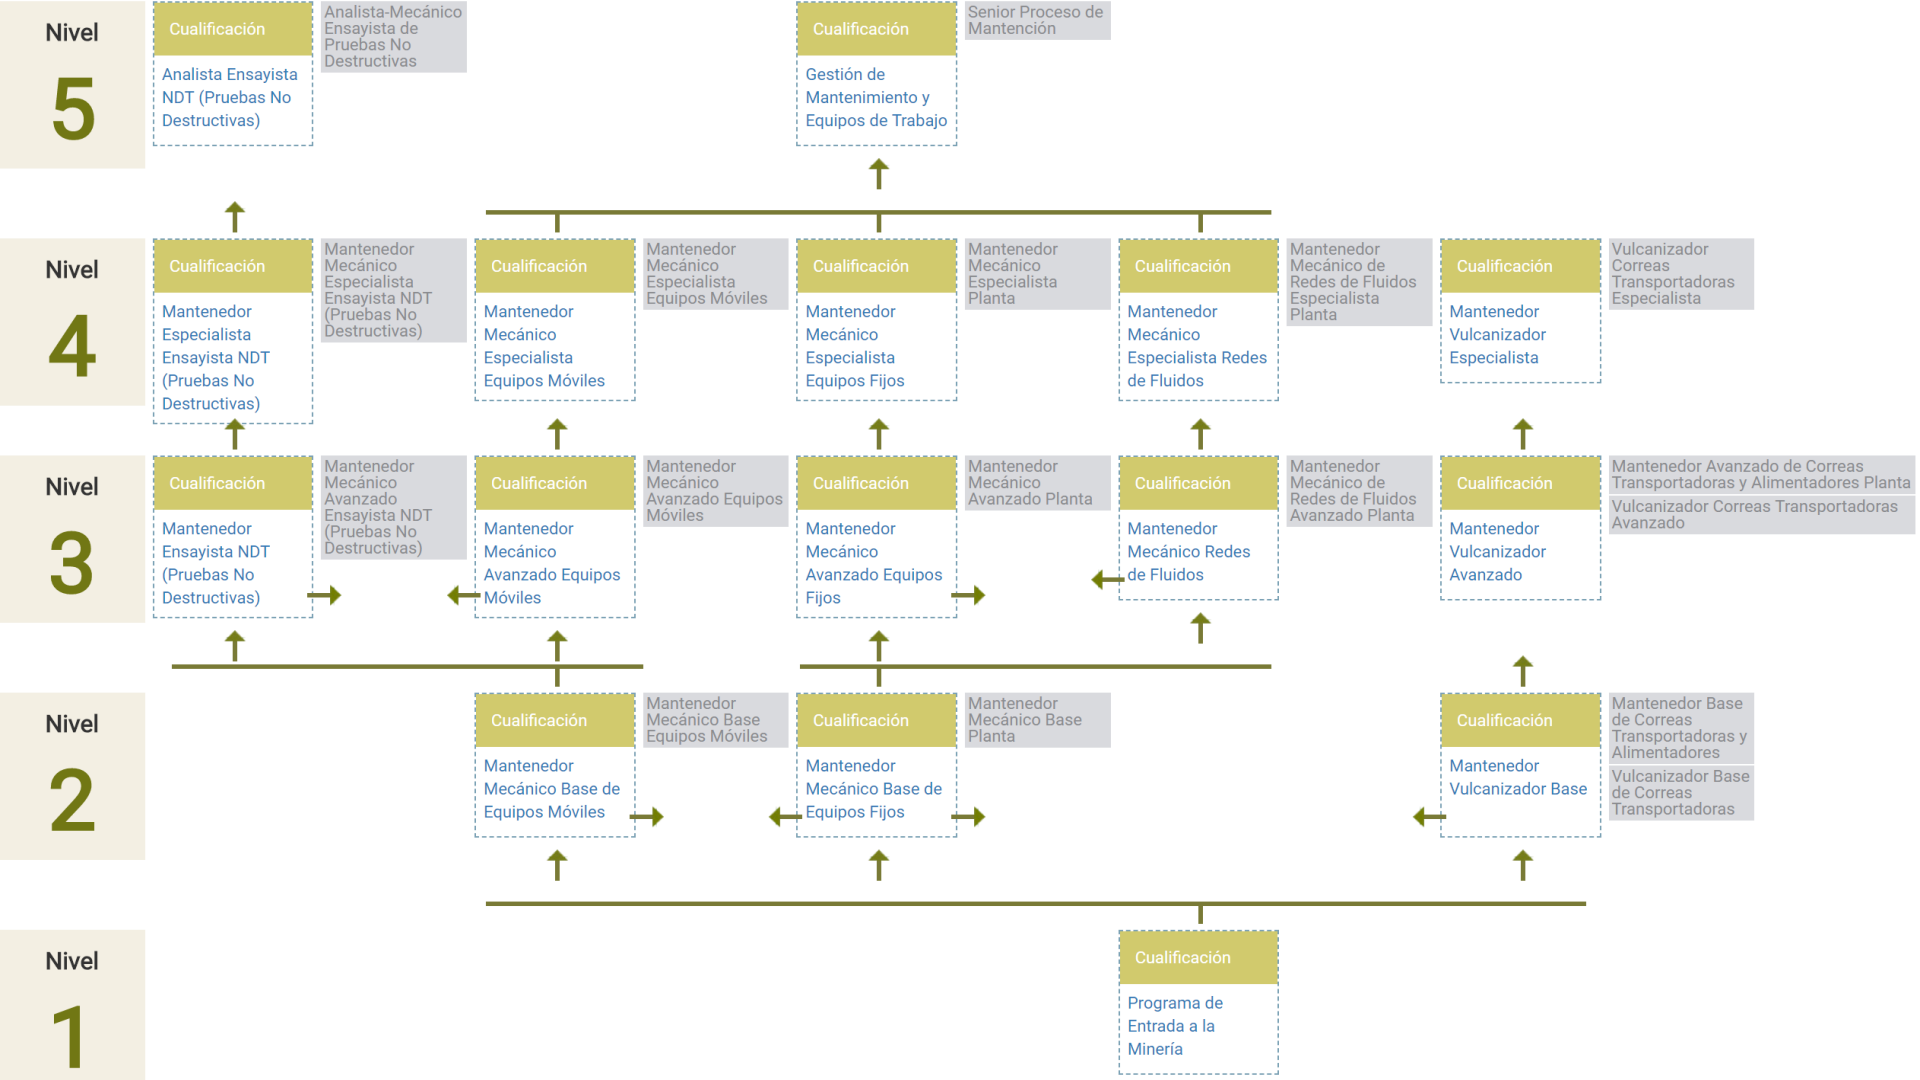 Nivel
5
Cualificación
Analista Ensayista
NDT (Pruebas No
Destructivas)
Analista-Mecánico
Ensayista de
Pruebas No
Destructivas
Cualificación
Gestión de
Mantenimiento y
Equipos de Trabajo
Senior Proceso de
Mantención
Nivel
4
Cualificación
Mantenedor
Especialista
Ensayista NDT
(Pruebas No
Destructivas)
Mantenedor
Mecánico
Especialista
Ensayista NDT
(Pruebas No
Destructivas)
Cualificación
Mantenedor
Mecánico
Especialista
Equipos Móviles
Mantenedor
Mecánico
Especialista
Equipos Móviles
Cualificación
Mantenedor
Mecánico
Especialista
Equipos Fijos
Mantenedor
Mecánico
Especialista
Planta
Cualificación
Mantenedor
Mecánico
Especialista Redes
de Fluidos
Mantenedor
Mecánico de
Redes de Fluidos
Especialista
Planta
Cualificación
Mantenedor
Vulcanizador
Especialista
Vulcanizador
Correas
Transportadoras
Especialista
Nivel
3
Cualificación
Mantenedor
Ensayista NDT
(Pruebas No
Destructivas)
Mantenedor
Mecánico
Avanzado
Ensayista NDT
(Pruebas No
Destructivas)
Cualificación
Mantenedor
Mecánico
Avanzado Equipos
Móviles
Mantenedor
Mecánico
Avanzado Equipos
Móviles
Cualificación
Mantenedor
Mecánico
Avanzado Equipos
Fijos
Mantenedor
Mecánico
Avanzado Planta
Cualificación
Mantenedor
Mecánico Redes
de Fluidos
Mantenedor
Mecánico de
Redes de Fluidos
Avanzado Planta
Cualificación
Mantenedor
Vulcanizador
Avanzado
Mantenedor Avanzado de Correas
Transportadoras y Alimentadores Planta
Vulcanizador Correas Transportadoras
Avanzado
Nivel
2
Cualificación
Mantenedor
Mecánico Base de
Equipos Móviles
Mantenedor
Mecánico Base
Equipos Móviles
Cualificación
Mantenedor
Mecánico Base de
Equipos Fijos
Mantenedor
Mecánico Base
Planta
Cualificación
Mantenedor
Vulcanizador Base
Mantenedor Base
de Correas
Transportadoras y
Alimentadores
Vulcanizador Base
de Correas
Transportadoras
Nivel
1
Cualificación
Programa de
Entrada a la
Minería